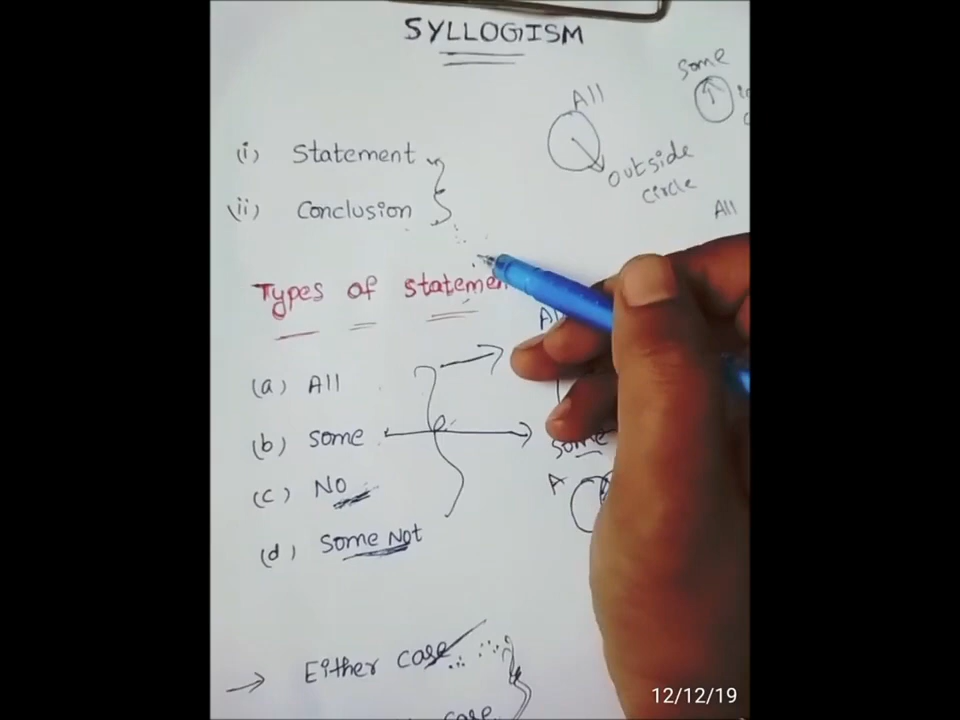 SYLLOGISM
some
All
outside
circle
(i) Statement
(ii) Conclusion
All
Types of
(a) All
(b) some
some
A
(c) No
(d) some Not
→ Either case
case
12/12/19